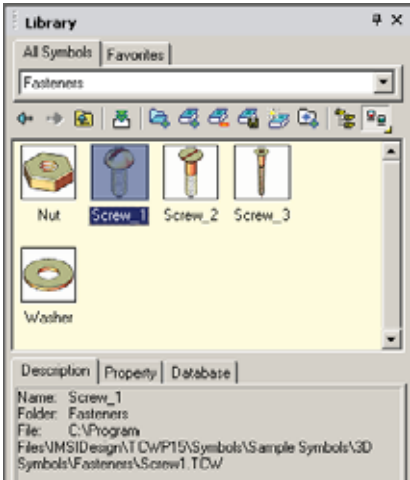 Library
All Symbols Favorites
Fasteners
Nut Screw_1 Screw_2 Screw_3
Washer
Description Property Database
Name: Screw_1
Folder: Fasteners
File: C:\Program
Files\IMSIDesign\TCWP15\Symbols\Sample Symbols\3D
Symbols\Fasteners\Screw1.TCW